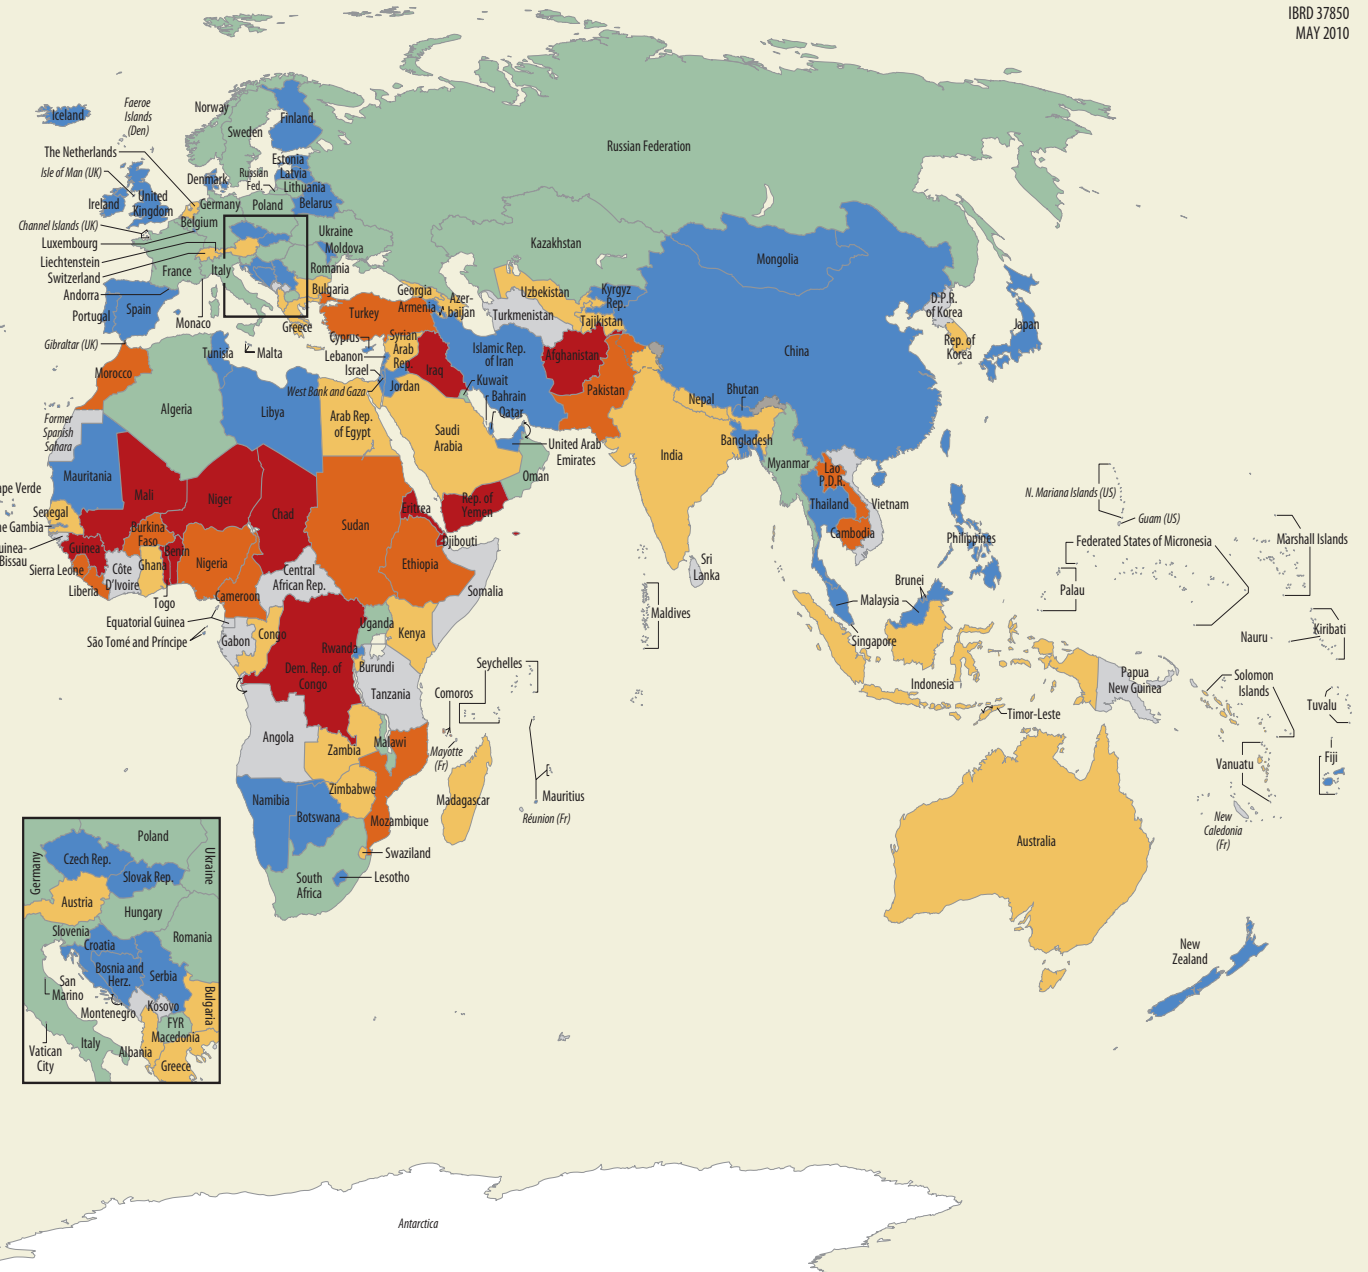 IBRD 37850
MAY 2010
Iceland
Faeroe
Islands
(Den)
Norway
Sweden
Finland
Russian Federation
The Netherlands
Isle of Man (UK)
Estonia
Latvia
Lithuania
Russian
Fed.
Denmark
Ireland
United
Kingdom
Germany
Poland
Belarus
Channel Islands (UK)
Belgium
Luxembourg
Ukraine
Moldova
Liechtenstein
Switzerland
France
Italy
Romania
Kazakhstan
Mongolia
Andorra
Bulgaria
Georgia
Uzbekistan
Kyrgyz
Rep.
Portugal
Spain
Monaco
Greece
Turkey
Armenia
Azer-
baijan
Turkmenistan
Tajikistan
D.P.R.
of Korea
Japan
Rep. of
Korea
Gibraltar (UK)
Tunisia
Malta
Cyprus
Lebanon
Israel
Syrian
Arab
Rep.
Iraq
Islamic Rep.
of Iran
Afghanistan
China
Morocco
West Bank and Gaza
Jordan
Kuwait
Bahrain
Qatar
Pakistan
Nepal
Bhutan
Former
Spanish
Sahara
Algeria
Libya
Arab Rep.
of Egypt
Saudi
Arabia
United Arab
Emirates
Oman
India
Bangladesh
Myanmar
Lao
P.D.R.
Mauritania
ape Verde
Mali
Niger
Chad
Sudan
Eritrea
Rep. of
Yemen
Thailand
Vietnam
N. Mariana Islands (US)
Guam (US)
Senegal
he Gambia
uinea-
Bissau
Guinea
Burkina
Faso
Benin
Nigeria
Djibouti
Ethiopia
Cambodia
Philippines
Federated States of Micronesia
Marshall Islands
Sierra Leone
Liberia
Côte
D'Ivoire
Ghana
Togo
Cameroon
Central
African Rep.
Somalia
Sri
Lanka
Maldives
Brunei
Malaysia
Palau
Equatorial Guinea
São Tomé and Príncipe
Gabon
Congo
Uganda
Kenya
Rwanda
Burundi
Dem. Rep. of
Congo
Tanzania
Seychelles
Singapore
Nauru
Kiribati
Indonesia
Papua
New Guinea
Solomon
Islands
Comoros
Timor-Leste
Tuvalu
Angola
Zambia
Malawi
Mayotte
(Fr)
Vanuatu
Fiji
Namibia
Botswana
Zimbabwe
Mozambique
Madagascar
Mauritius
Réunion (Fr)
New
Caledonia
(Fr)
Australia
Swaziland
Lesotho
South
Africa
New
Zealand
Poland
Germany
Czech Rep.
Slovak Rep.
Ukraine
Austria
Hungary
Slovenia
Croatia
Romania
Bosnia and
Herz.
Serbia
San
Marino
Montenegro
Kosovo
Bulgaria
FYR
Macedonia
Italy
Albania
Greece
Vatican
City
Antarctica